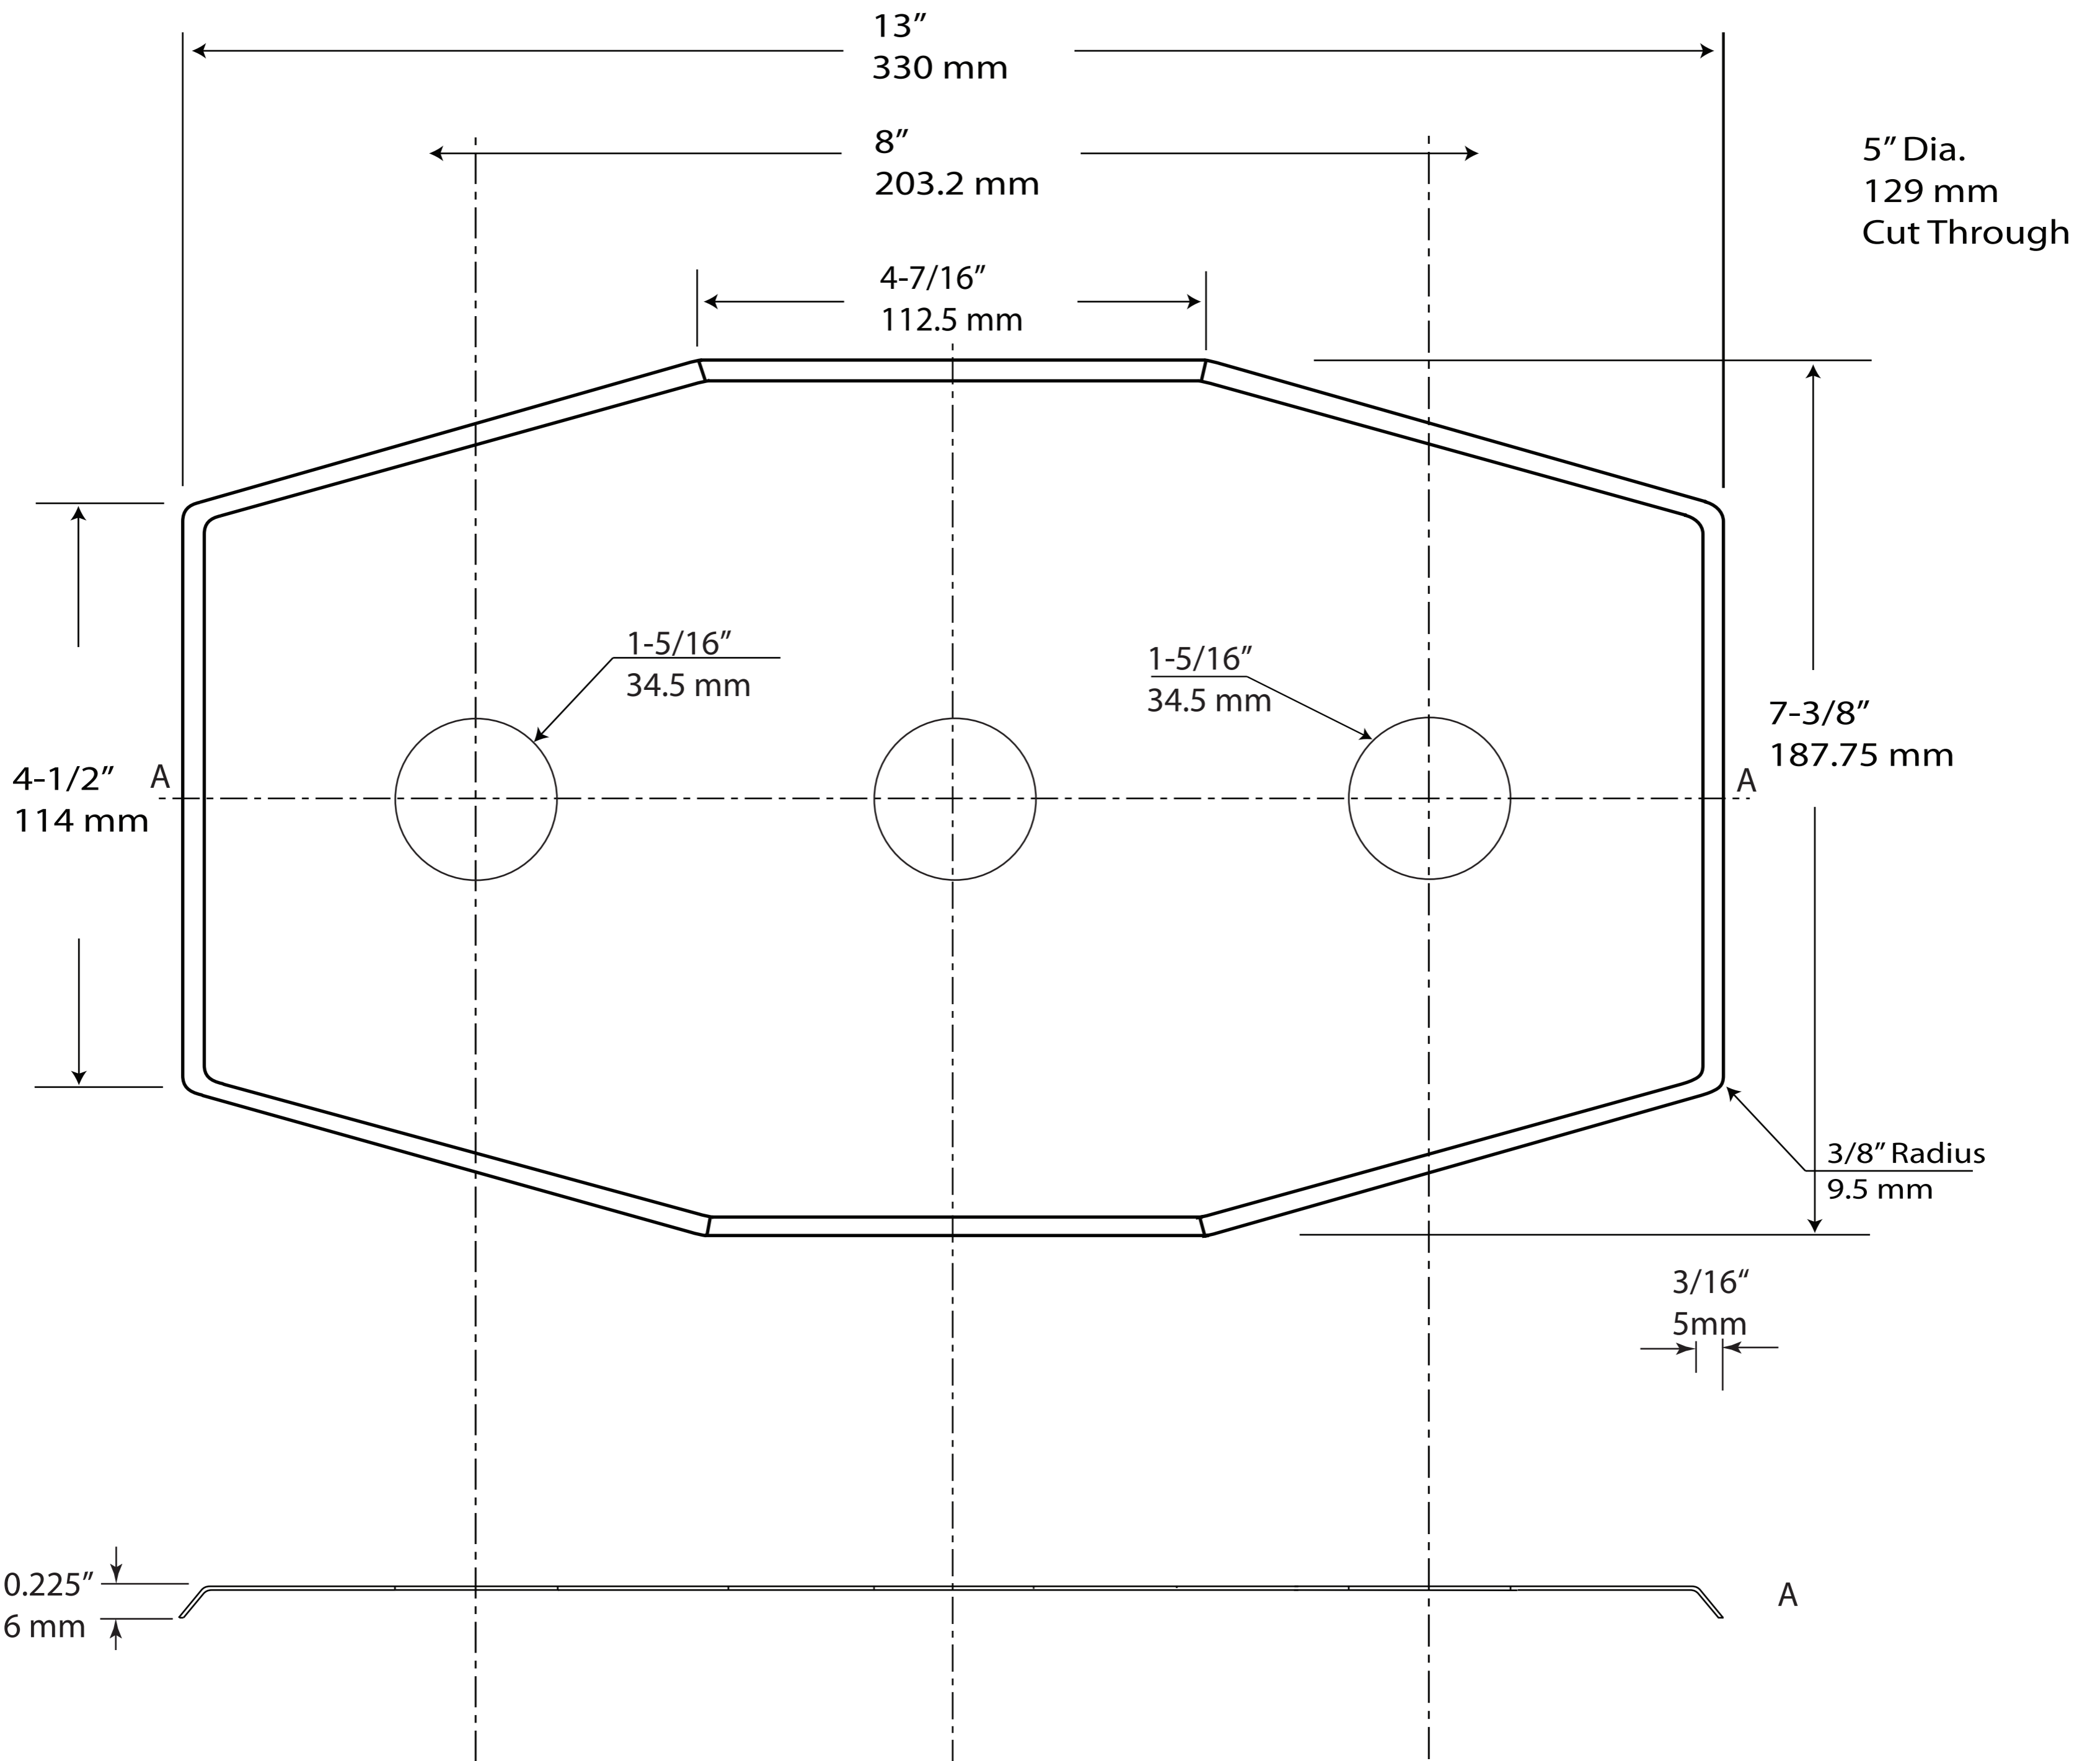 13”
330 mm
8”
203.2 mm
5” Dia.
129 mm
Cut Through
4-7/16”
112.5 mm
1-5/16”
34.5 mm
1-5/16”
34.5 mm
7-3/8”
187.75 mm
4-1/2”
114 mm
A
A
3/8” Radius
9.5 mm
3/16“
5mm
0.225”
6 mm
A